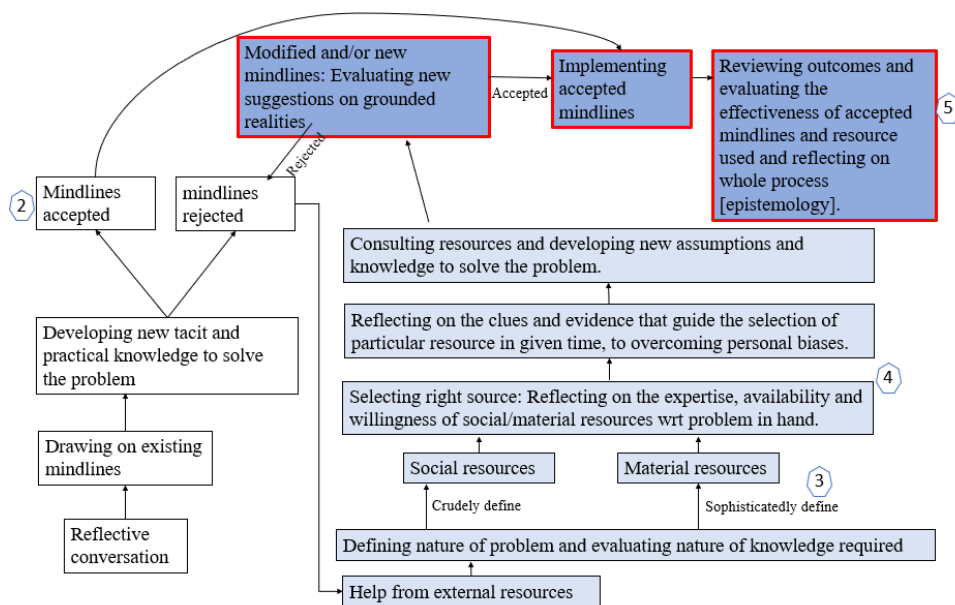 Modified and/or new
mindlines: Evaluating new
suggestions on grounded
realities
Accepted
Implementing
accepted
mindlines
Reviewing outcomes and
evaluating the
effectiveness of accepted
mindlines and resource
used and reflecting on
whole process
[epistemology].
5
Rejected
2
Mindlines
accepted
mindlines
rejected
Consulting resources and developing new assumptions and
knowledge to solve the problem.
Developing new tacit and
practical knowledge to solve
the problem
Reflecting on the clues and evidence that guide the selection of
particular resource in given time, to overcoming personal biases.
4
Selecting right source: Reflecting on the expertise, availability and
willingness of social/material resources wrt problem in hand.
Drawing on existing
mindlines
Social resources
Material resources
3
Crudely define
Sophisticatedly define
Reflective
conversation
Defining nature of problem and evaluating nature of knowledge required
Help from external resources